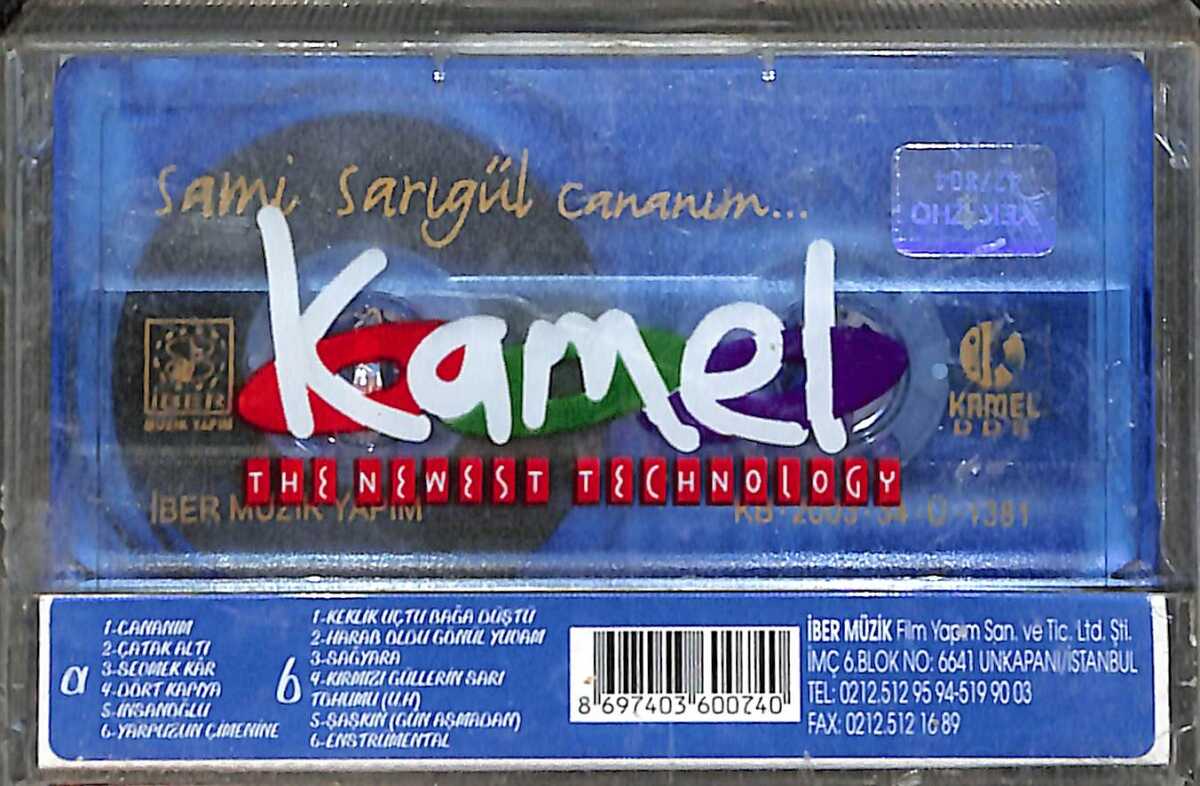 Sami Sarıgül Cananım...
Kamel
THE NEWEST TECHNOLOGY
İBER
MÜZİK YAPIM
KAMEL
İBER MÜZİK YAPIM
a
1-CANANIM
2-ÇATAK ALTI
3-SEOMEK KÂR
4-DÖRT KAPIYA
5-İNSANOĞLU
6-YARPUZUN ÇİMENİNE
b
1-KEKLİK UÇTU BAĞA DÜŞTÜ
2-HARAB OLDU GÖNÜL YUVAM
3-SAĞYARA
4-KIRMIZI GÜLLERİN SARI
TOHUMU (U.H)
5-SASKIN (GÜN AŞMADAN)
6-ENSTRUMENTAL
8 697403 600740
İBER MÜZİK Film Yapım San. ve Tic. Ltd. Şti.
İMÇ 6.BLOK NO: 6641 UNKAPANI/İSTANBUL
TEL: 0212.512 95 94-519 90 03
FAX: 0212.512 16 89